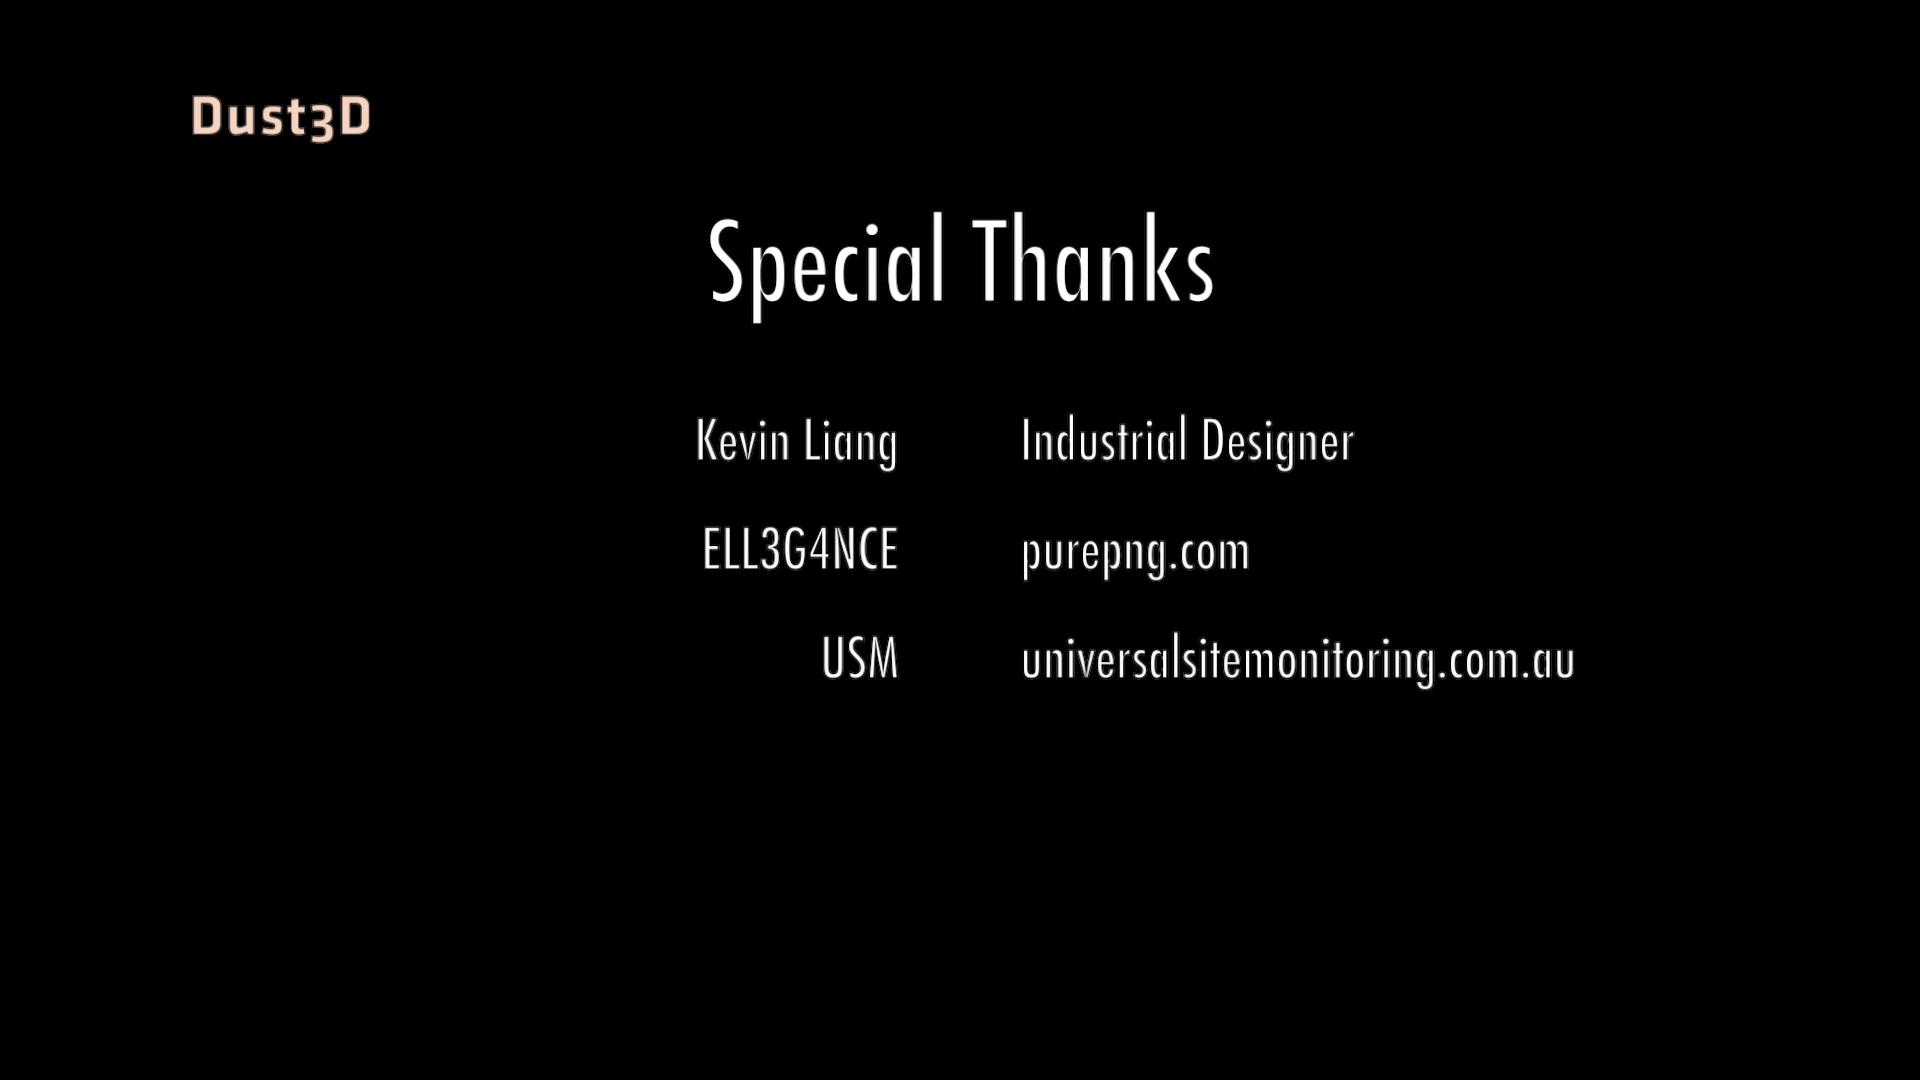 Dust3D
Special Thanks
Kevin Liang Industrial Designer
ELL3G4NCE purepng.com
USM universalsitemonitoring.com.au